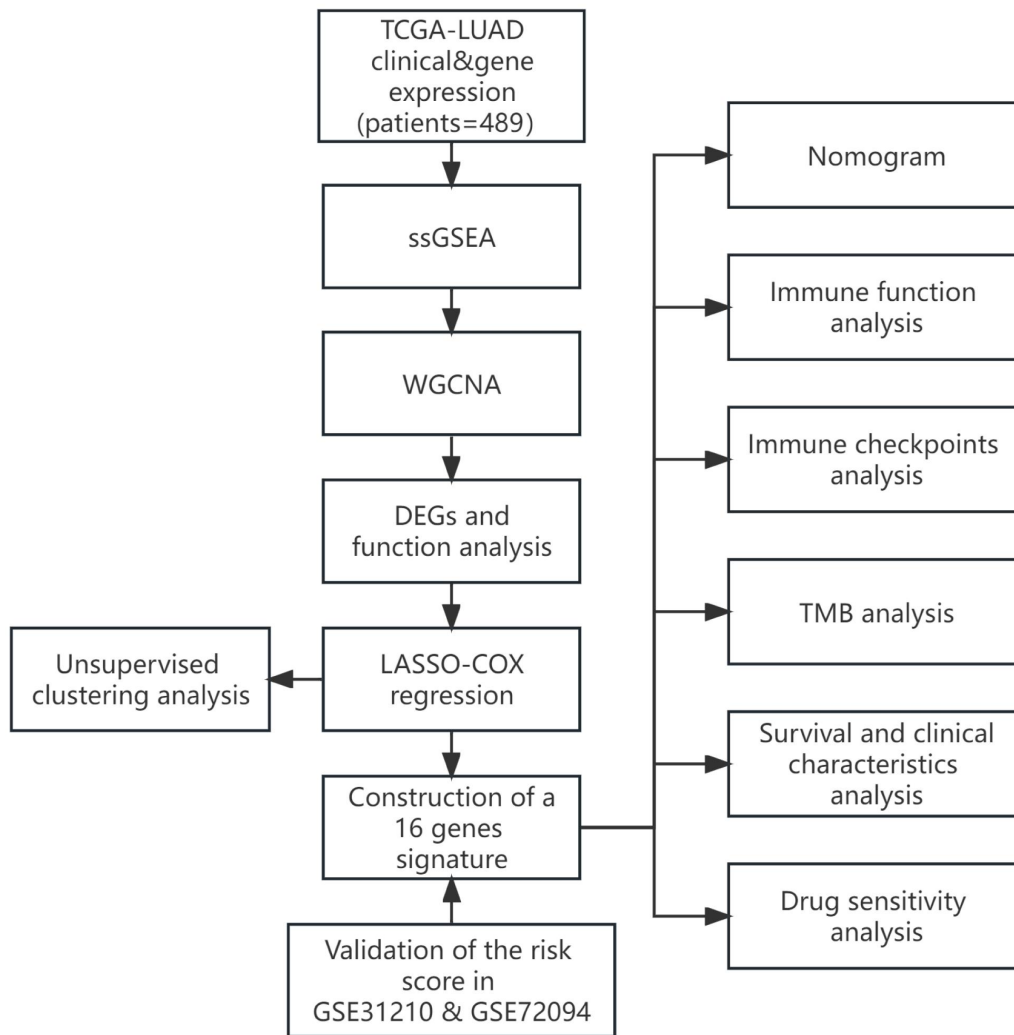 TCGA-LUAD
clinical&gene
expression
(patients=489)
ssGSEA
WGCNA
DEGs and
function analysis
LASSO-COX
regression
Unsupervised
clustering analysis
Construction of a
16 genes
signature
Validation of the risk
score in
GSE31210 & GSE72094
Nomogram
Immune function
analysis
Immune checkpoints
analysis
TMB analysis
Survival and clinical
characteristics
analysis
Drug sensitivity
analysis